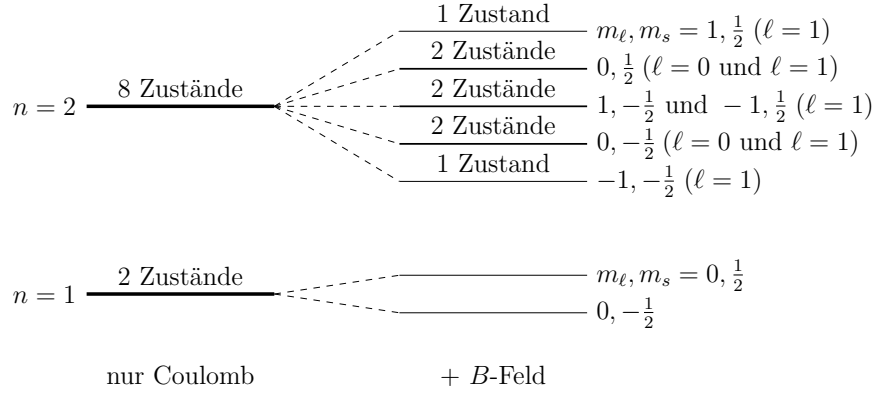 1 Zustand
m_ℓ, m_s = 1, 1/2 (ℓ = 1)
2 Zustände
0, 1/2 (ℓ = 0 und ℓ = 1)
n = 2
8 Zustände
2 Zustände
1, −1/2 und −1, 1/2 (ℓ = 1)
2 Zustände
0, −1/2 (ℓ = 0 und ℓ = 1)
1 Zustand
−1, −1/2 (ℓ = 1)
n = 1
2 Zustände
m_ℓ, m_s = 0, 1/2
0, −1/2
nur Coulomb
+ B-Feld